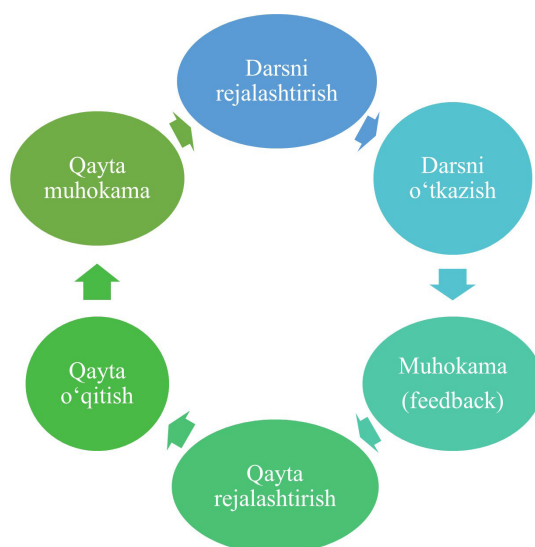 Darsni
rejalashtirish
Darsni
o‘tkazish
Muhokama
(feedback)
Qayta
rejalashtirish
Qayta
o‘qitish
Qayta
muhokama